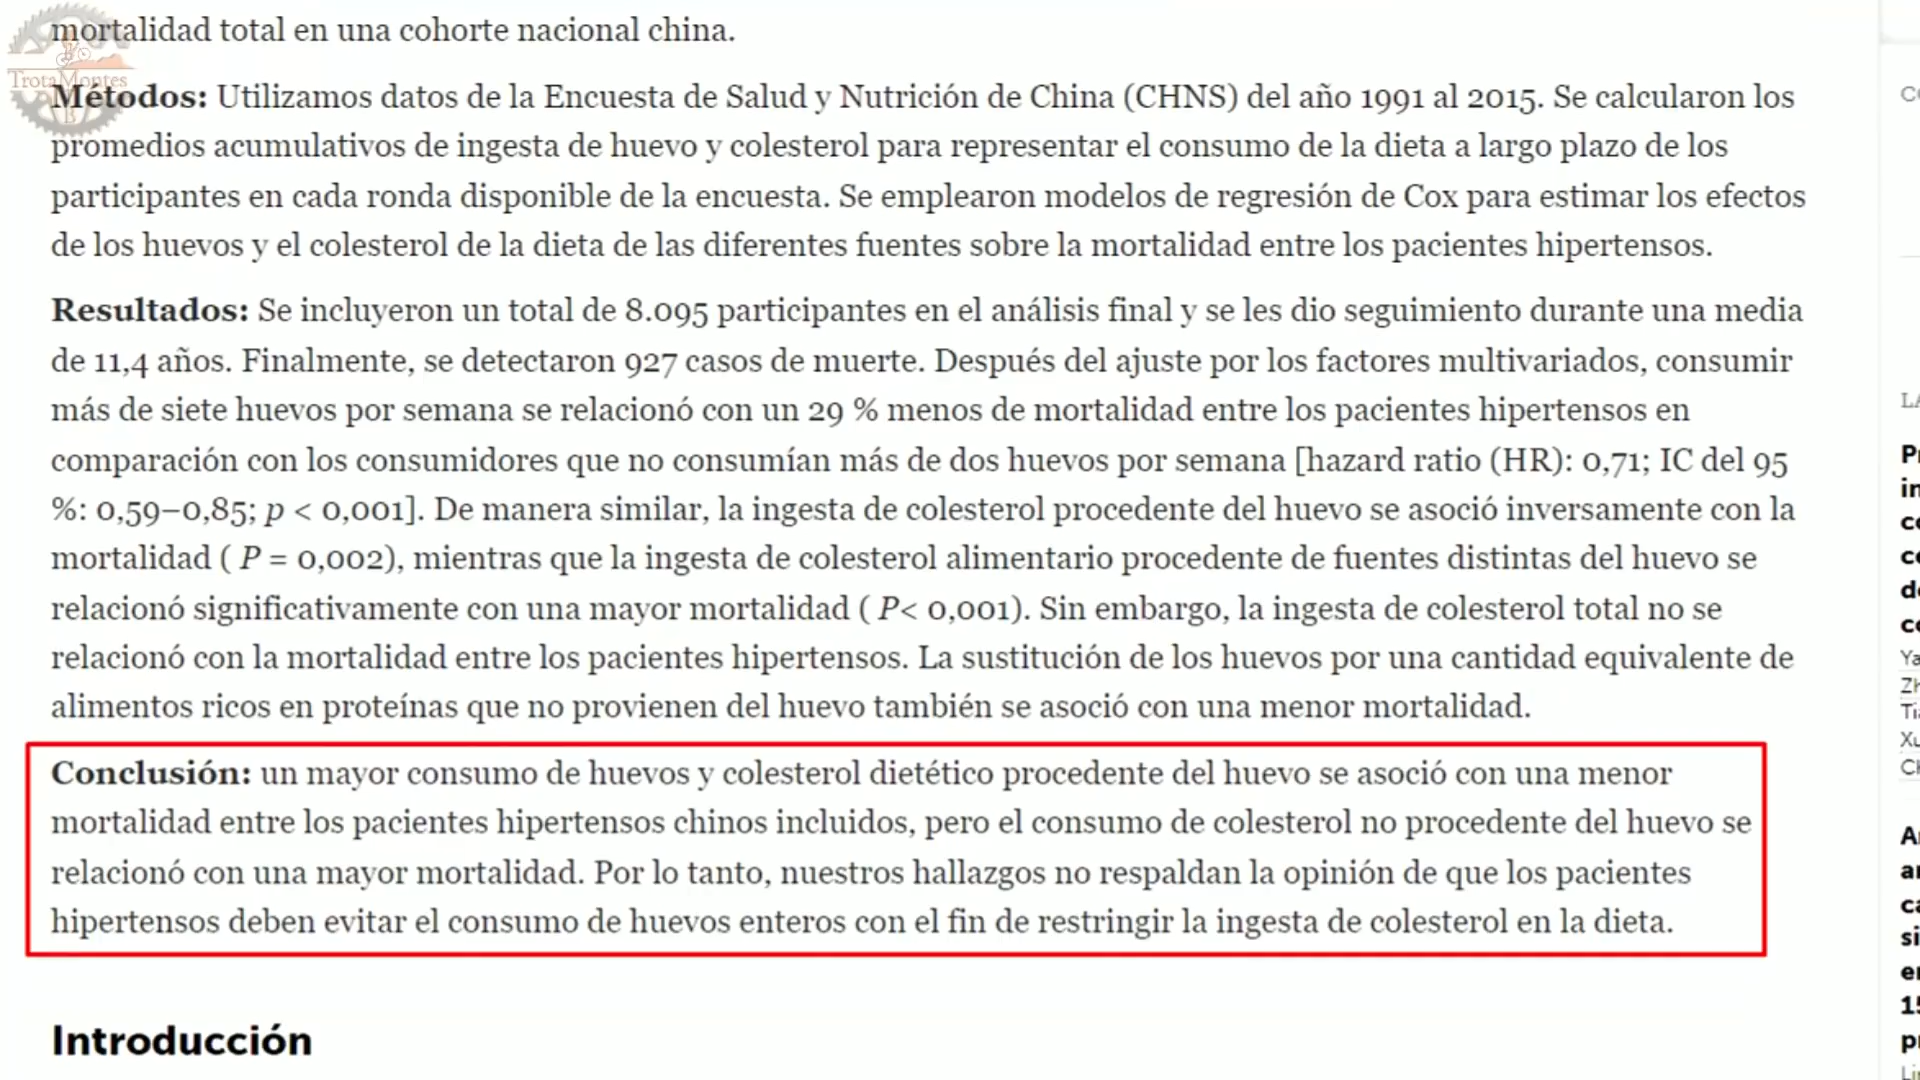 mortalidad total en una cohorte nacional china.
TrotaMontes
Métodos: Utilizamos datos de la Encuesta de Salud y Nutrición de China (CHNS) del año 1991 al 2015. Se calcularon los
promedios acumulativos de ingesta de huevo y colesterol para representar el consumo de la dieta a largo plazo de los
participantes en cada ronda disponible de la encuesta. Se emplearon modelos de regresión de Cox para estimar los efectos
de los huevos y el colesterol de la dieta de las diferentes fuentes sobre la mortalidad entre los pacientes hipertensos.
Resultados: Se incluyeron un total de 8.095 participantes en el análisis final y se les dio seguimiento durante una media
de 11,4 años. Finalmente, se detectaron 927 casos de muerte. Después del ajuste por los factores multivariados, consumir
más de siete huevos por semana se relacionó con un 29 % menos de mortalidad entre los pacientes hipertensos en
comparación con los consumidores que no consumían más de dos huevos por semana [hazard ratio (HR): 0,71; IC del 95
%: 0,59–0,85; p < 0,001]. De manera similar, la ingesta de colesterol procedente del huevo se asoció inversamente con la
mortalidad ( P = 0,002), mientras que la ingesta de colesterol alimentario procedente de fuentes distintas del huevo se
relacionó significativamente con una mayor mortalidad ( P< 0,001). Sin embargo, la ingesta de colesterol total no se
relacionó con la mortalidad entre los pacientes hipertensos. La sustitución de los huevos por una cantidad equivalente de
alimentos ricos en proteínas que no provienen del huevo también se asoció con una menor mortalidad.
Conclusión: un mayor consumo de huevos y colesterol dietético procedente del huevo se asoció con una menor
mortalidad entre los pacientes hipertensos chinos incluidos, pero el consumo de colesterol no procedente del huevo se
relacionó con una mayor mortalidad. Por lo tanto, nuestros hallazgos no respaldan la opinión de que los pacientes
hipertensos deben evitar el consumo de huevos enteros con el fin de restringir la ingesta de colesterol en la dieta.
Introducción